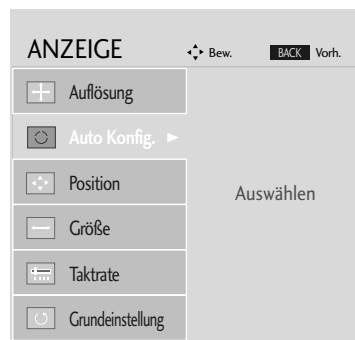 ANZEIGE Bew. BACK Vorh.
Auflösung
Auto Konfig.
Position
Auswählen
Größe
Taktrate
Grundeinstellung